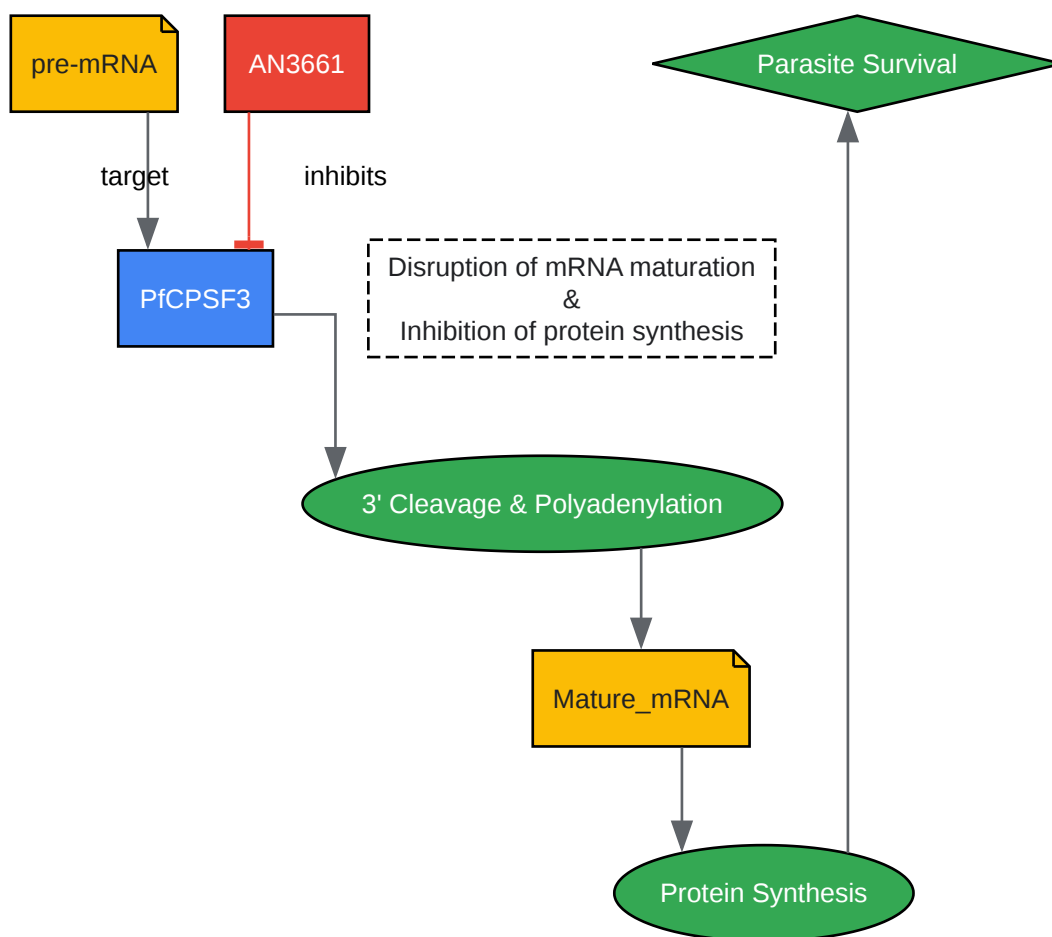 pre-mRNA
AN3661
Parasite Survival
target
inhibits
PfCPSF3
Disruption of mRNA maturation
&
Inhibition of protein synthesis
3' Cleavage & Polyadenylation
Mature_mRNA
Protein Synthesis